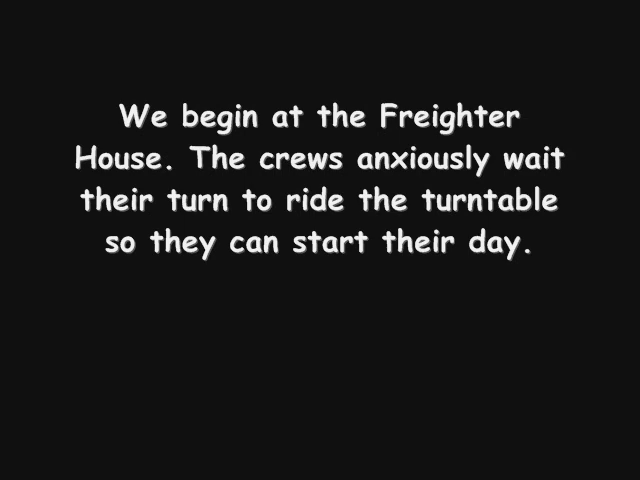 We begin at the Freighter
House. The crews anxiously wait
their turn to ride the turntable
so they can start their day.